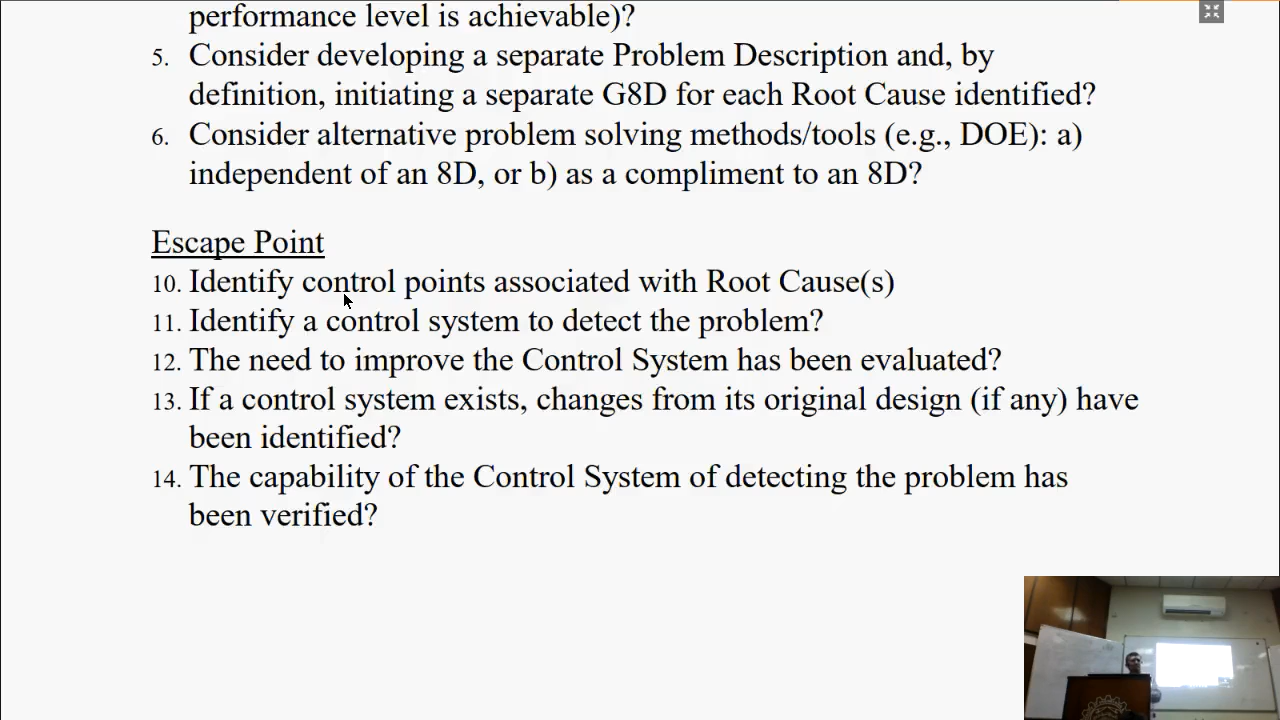 performance level is achievable)?
5. Consider developing a separate Problem Description and, by
definition, initiating a separate G8D for each Root Cause identified?
6. Consider alternative problem solving methods/tools (e.g., DOE): a)
independent of an 8D, or b) as a compliment to an 8D?
Escape Point
10. Identify control points associated with Root Cause(s)
11. Identify a control system to detect the problem?
12. The need to improve the Control System has been evaluated?
13. If a control system exists, changes from its original design (if any) have
been identified?
14. The capability of the Control System of detecting the problem has
been verified?